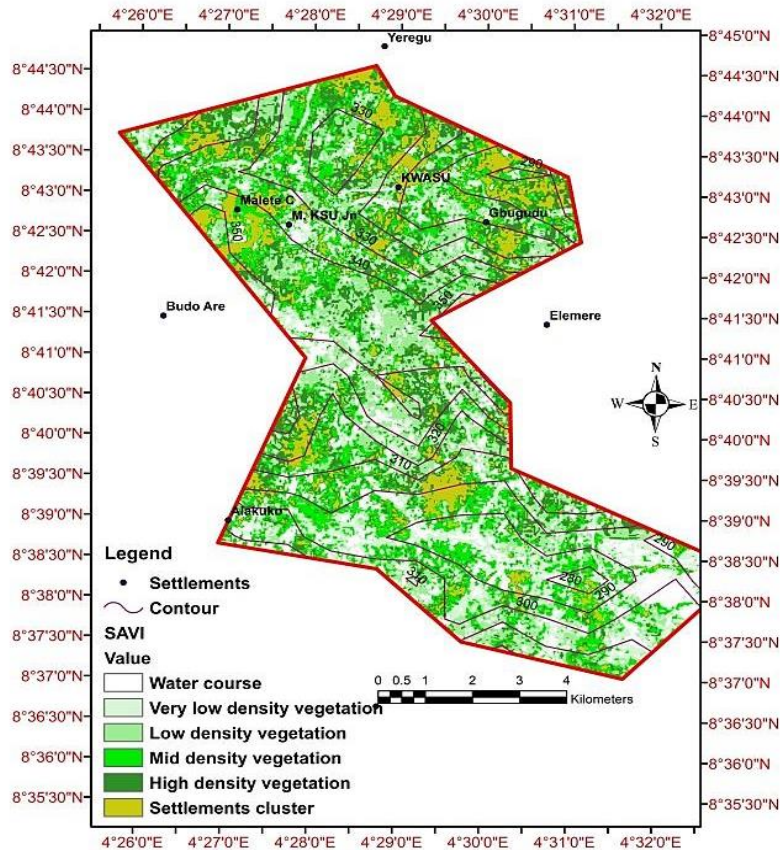 4°26'0"E 4°27'0"E 4°28'0"E 4°29'0"E 4°30'0"E 4°31'0"E 4°32'0"E
Yeregu
8°45'0"N
8°44'30"N
8°44'30"N
8°44'0"N
330
8°44'0"N
8°43'30"N
290
8°43'30"N
8°43'0"N
KWASU
8°43'0"N
Malete C
M. KSU Jn
Gbugudu
8°42'30"N
350
330
8°42'30"N
8°42'0"N
340
8°42'0"N
8°41'30"N
Budo Are
350
Elemere
8°41'30"N
8°41'0"N
8°41'0"N
8°40'30"N
8°40'30"N
N
W E
S
8°40'0"N
320
8°40'0"N
8°39'30"N
310
8°39'30"N
8°39'0"N
Alakuko
8°39'0"N
8°38'30"N
290
8°38'30"N
Legend
Settlements
Contour
SAVI
Value
Water course
Very low density vegetation
Low density vegetation
Mid density vegetation
High density vegetation
Settlements cluster
8°38'0"N
280
290
300
8°38'0"N
8°37'30"N
8°37'30"N
8°37'0"N
0 0.5 1 2 3 4
Kilometers
8°37'0"N
8°36'30"N
8°36'30"N
8°36'0"N
8°36'0"N
8°35'30"N
8°35'30"N
4°26'0"E 4°27'0"E 4°28'0"E 4°29'0"E 4°30'0"E 4°31'0"E 4°32'0"E